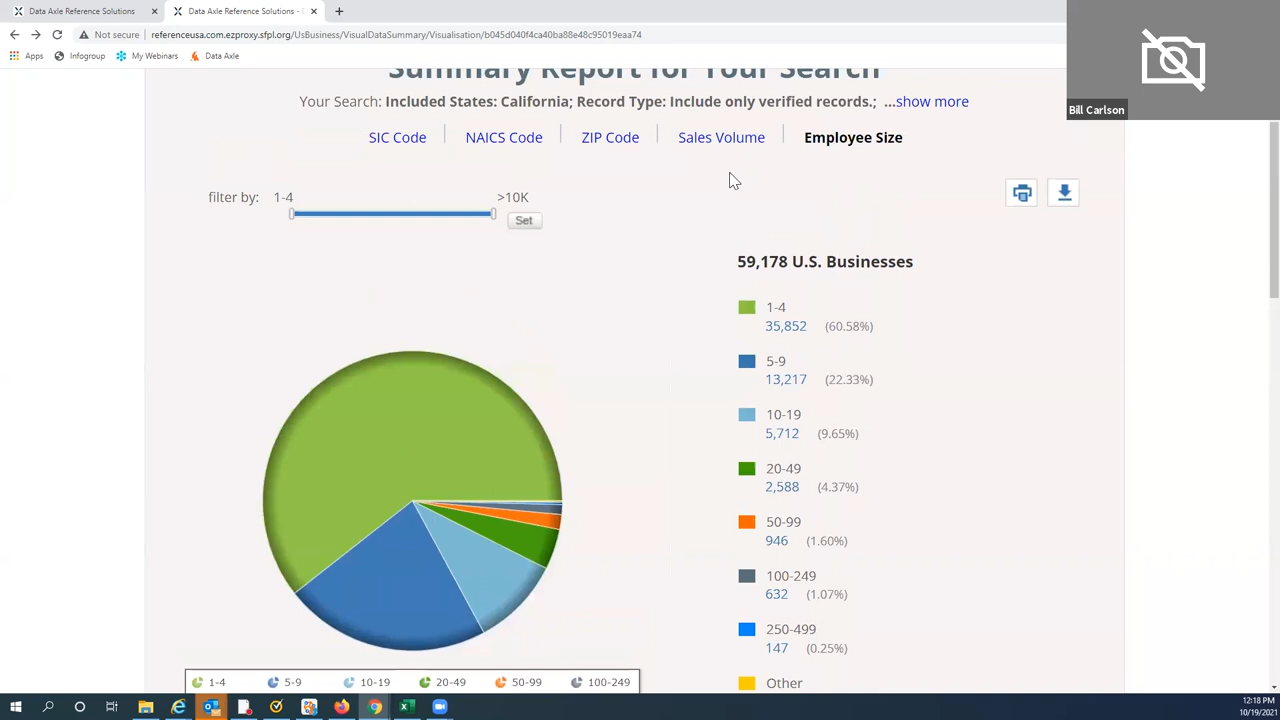 Data Axle Reference Solutions
Data Axle Reference Solutions - E
Not secure
referenceusa.com.ezproxy.sfpl.org/UsBusiness/VisualDataSummary/Visualisation/b045d040f4ca40ba88e48c95019eaa74
Apps Infogroup My Webinars Data Axle
Bill Carlson
Summary Report for Your Search
Your Search: Included States: California; Record Type: Include only verified records.; ...show more
SIC Code NAICS Code ZIP Code Sales Volume Employee Size
filter by: 1-4 >10K
Set
59,178 U.S. Businesses
1-4
35,852 (60.58%)
5-9
13,217 (22.33%)
10-19
5,712 (9.65%)
20-49
2,588 (4.37%)
50-99
946 (1.60%)
100-249
632 (1.07%)
250-499
147 (0.25%)
Other
1-4 5-9 10-19 20-49 50-99 100-249
12:18 PM
10/19/2021